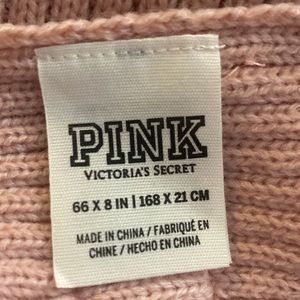 PINK
VICTORIA'S SECRET
66 X 8 IN | 168 X 21 CM
MADE IN CHINA / FABRIQUÉ EN
CHINE / HECHO EN CHINA